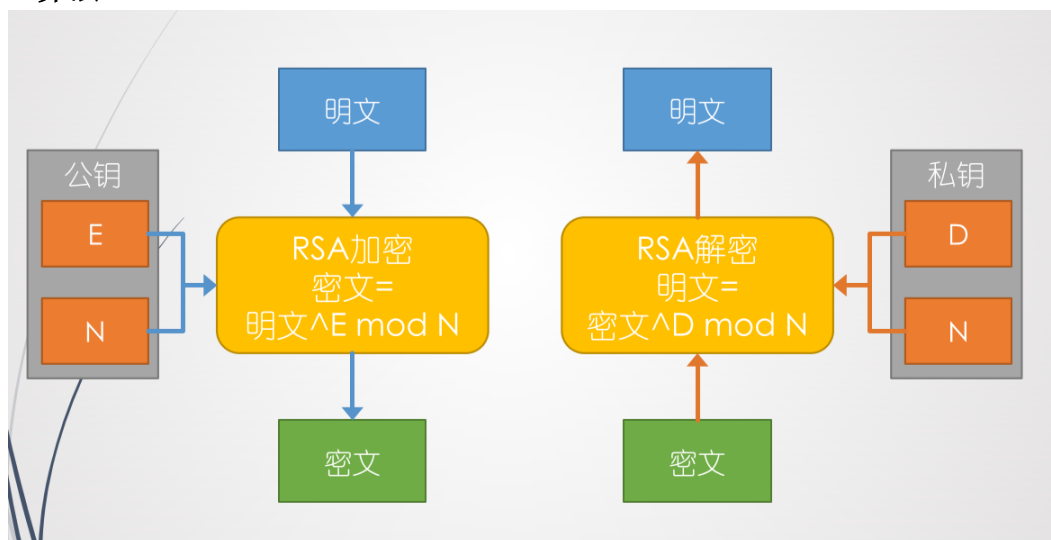 明文
明文
公钥
E
N
RSA加密
密文=
明文^E mod N
RSA解密
明文=
密文^D mod N
私钥
D
N
密文
密文